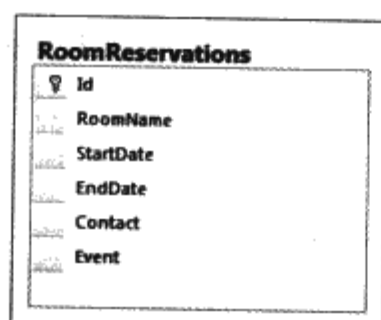 RoomReservations
Id
RoomName
StartDate
EndDate
Contact
Event